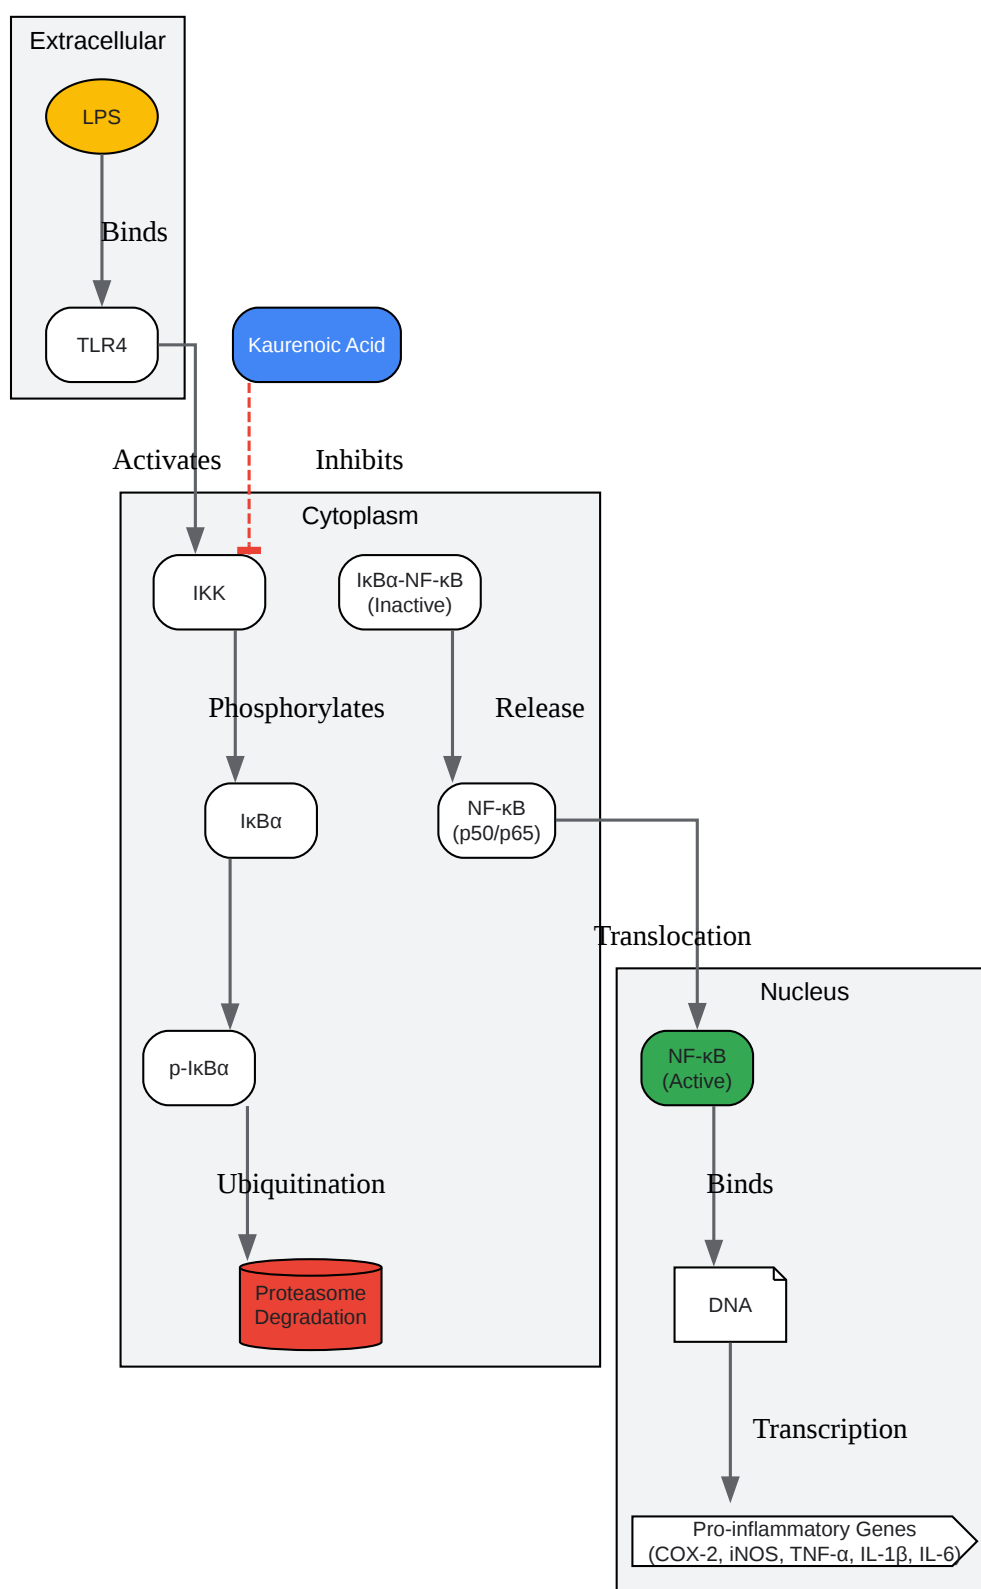 Extracellular
LPS
Binds
TLR4
Kaurenoic Acid
Activates
Inhibits
Cytoplasm
IKK
IκBα-NF-κB
(Inactive)
Phosphorylates
Release
IκBα
NF-κB
(p50/p65)
Translocation
Nucleus
p-IκBα
NF-κB
(Active)
Ubiquitination
Binds
Proteasome
Degradation
DNA
Transcription
Pro-inflammatory Genes
(COX-2, iNOS, TNF-α, IL-1β, IL-6)